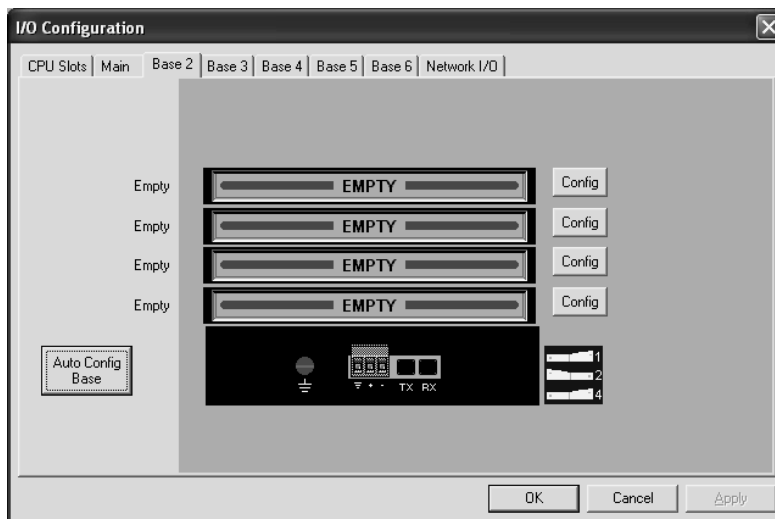 I/O Configuration
CPU Slots Main Base 2 Base 3 Base 4 Base 5 Base 6 Network I/O
Empty EMPTY Config
Empty EMPTY Config
Empty EMPTY Config
Empty EMPTY Config
Auto Config
Base
+ - TX RX
1
2
4
OK Cancel Apply